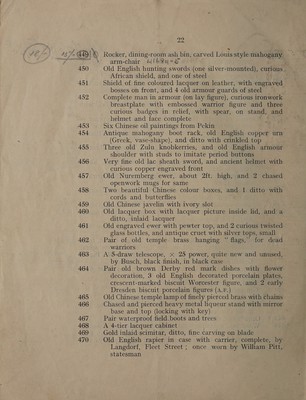 22
449 Rocker, dining-room ash bin, carved Louis style mahogany
arm-chair
450 Old English hunting swords (one silver-mounted), curious
African shield, and one of steel
451 Shield of fine coloured lacquer on leather, with engraved
bosses on front, and 4 old armour guards of steel
452 Complete man in armour (on lay figure), curious ironwork
breastplate with embossed warrior figure and three
curious badges in relief, with spear, on stand, and
helmet and face complete
453 Six Chinese oil paintings from Pekin
454 Antique mahogany boot rack, old English copper urn
(Greek, vase-shape), and ditto with crinkled top
455 Three old Zulu knobkerries, and old English armour
shoulder with studs to imitate period buttons
456 Very fine old lac sheath sword, and ancient helmet with
curious copper engraved front
457 Old Nuremberg ewer, about 2ft. high, and 2 chased
openwork mugs for same
458 Two beautiful Chinese colour boxes, and 1 ditto with
cords and butterflies
459 Old Chinese javelin with ivory slot
460 Old lacquer box with lacquer picture inside lid, and a
ditto, inlaid lacquer
461 Old engraved ewer with pewter top, and 2 curious twisted
glass bottles, and antique cruet with silver tops, small
462 Pair of old temple brass hanging "flags," for dead
warriors
463 A 5-draw telescope, × 25 power, quite new and unused,
by Busch, black finish, in black case
464 Pair old brown Derby red mark dishes with flower
decoration, 3 old English decorated porcelain plates,
crescent-marked biscuit Worcester figure, and 2 early
Dresden biscuit porcelain figures (A.R.)
465 Old Chinese temple lamp of finely pierced brass with chains
466 Chased and pierced heavy metal liqueur stand with mirror
base and top (locking with key)
467 Pair waterproof field boots and trees
468 A 4-tier lacquer cabinet
469 Gold inlaid scimitar, ditto, fine carving on blade
470 Old English rapier in case with carrier, complete, by
Langdorf, Fleet Street; once worn by William Pitt,
statesman